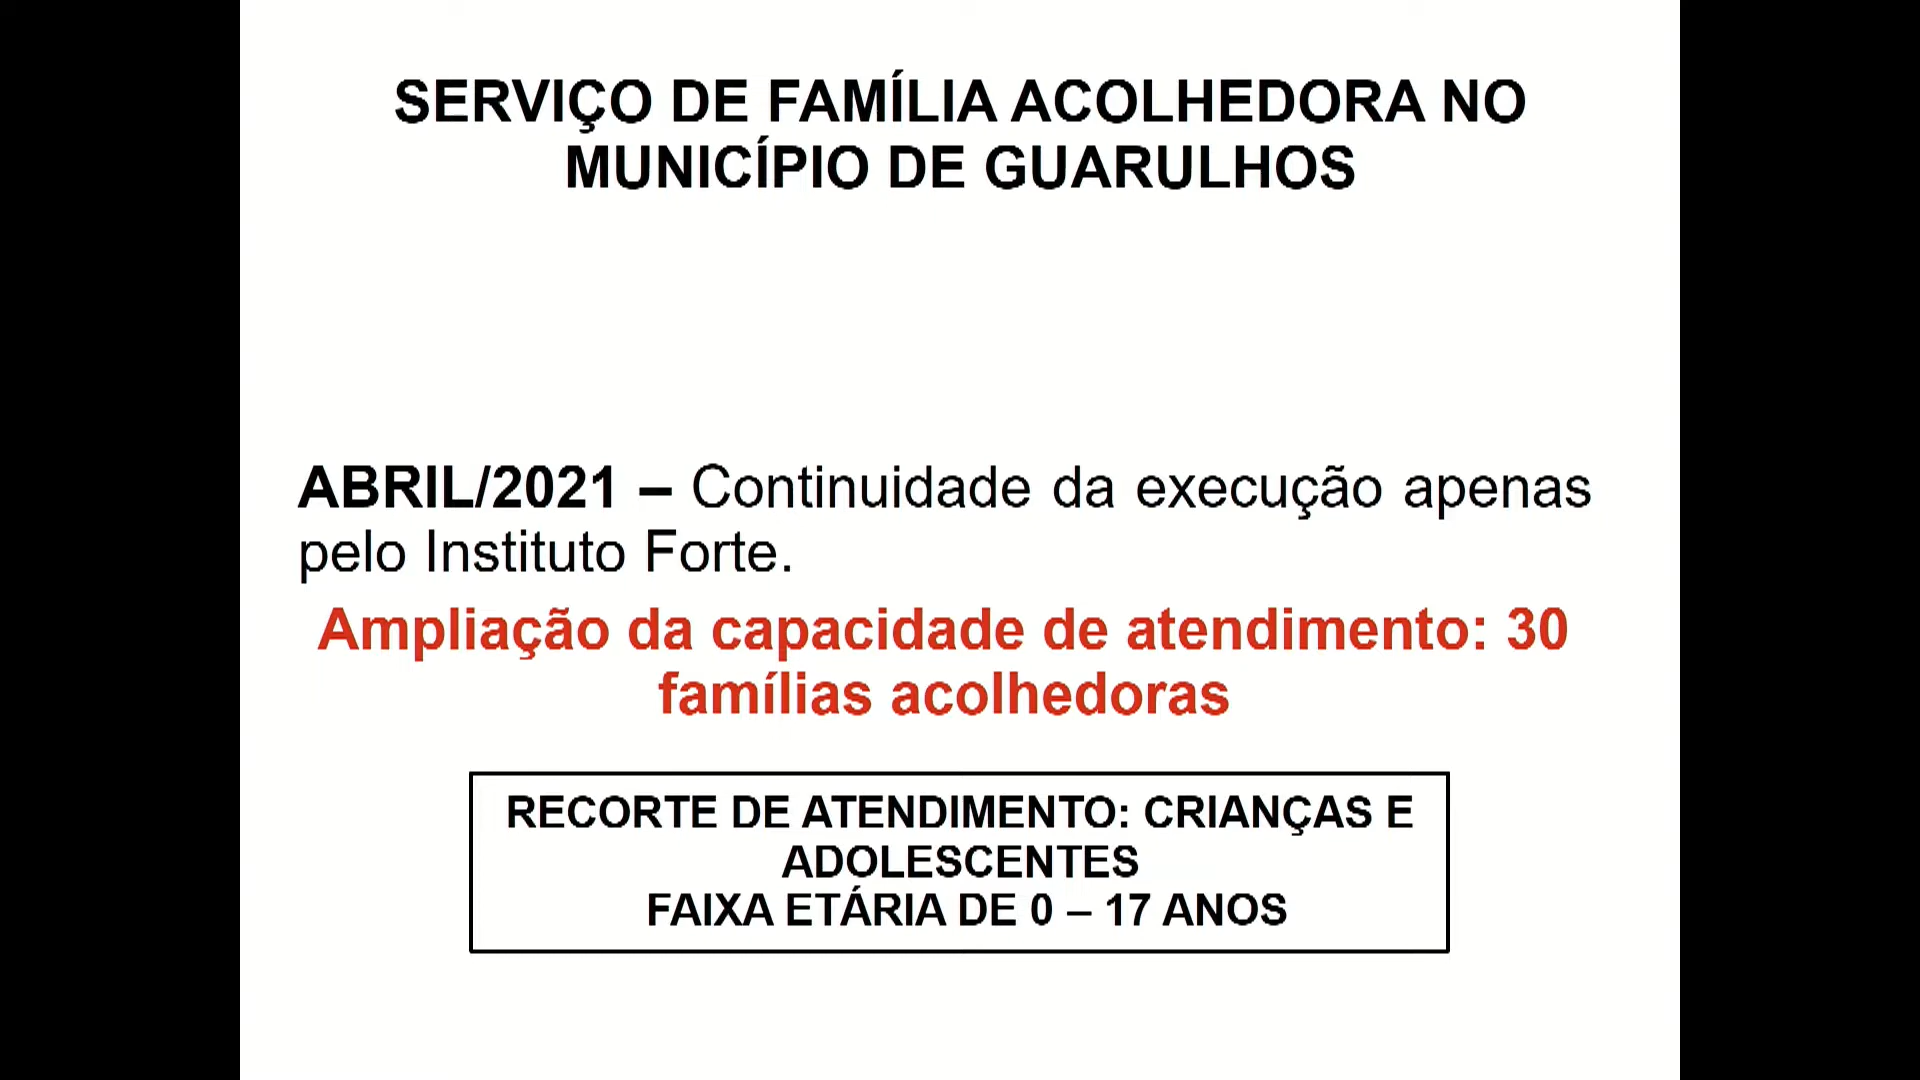 SERVIÇO DE FAMÍLIA ACOLHEDORA NO
MUNICÍPIO DE GUARULHOS
ABRIL/2021 – Continuidade da execução apenas
pelo Instituto Forte.
Ampliação da capacidade de atendimento: 30
famílias acolhedoras
RECORTE DE ATENDIMENTO: CRIANÇAS E
ADOLESCENTES
FAIXA ETÁRIA DE 0 – 17 ANOS